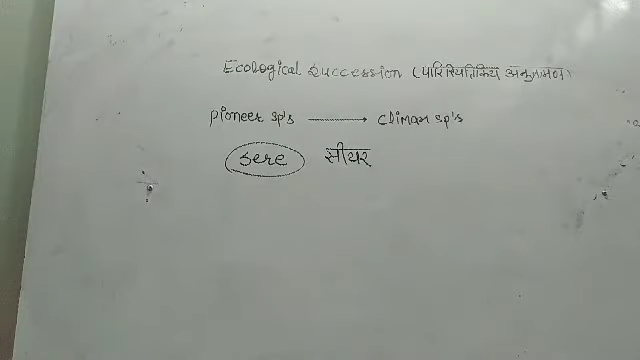 Ecological Succession (पारिस्थितिकिय अनुक्रमण)
Pioneer sp's → Climax sp's
sere सीयर